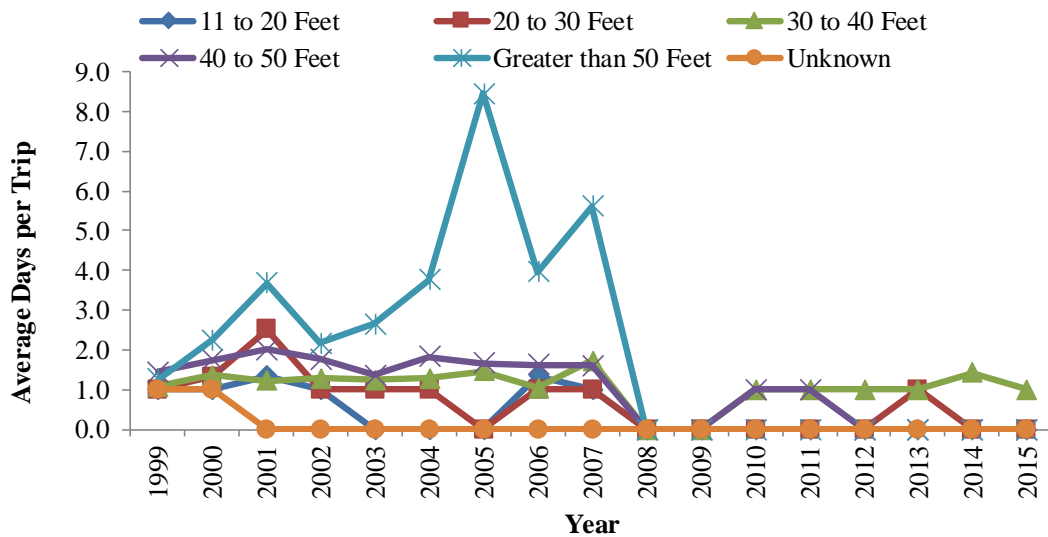 11 to 20 Feet 20 to 30 Feet 30 to 40 Feet
40 to 50 Feet Greater than 50 Feet Unknown
9.0
8.0
7.0
6.0
5.0
4.0
3.0
2.0
1.0
0.0
Average Days per Trip
1999 2000 2001 2002 2003 2004 2005 2006 2007 2008 2009 2010 2011 2012 2013 2014 2015
Year